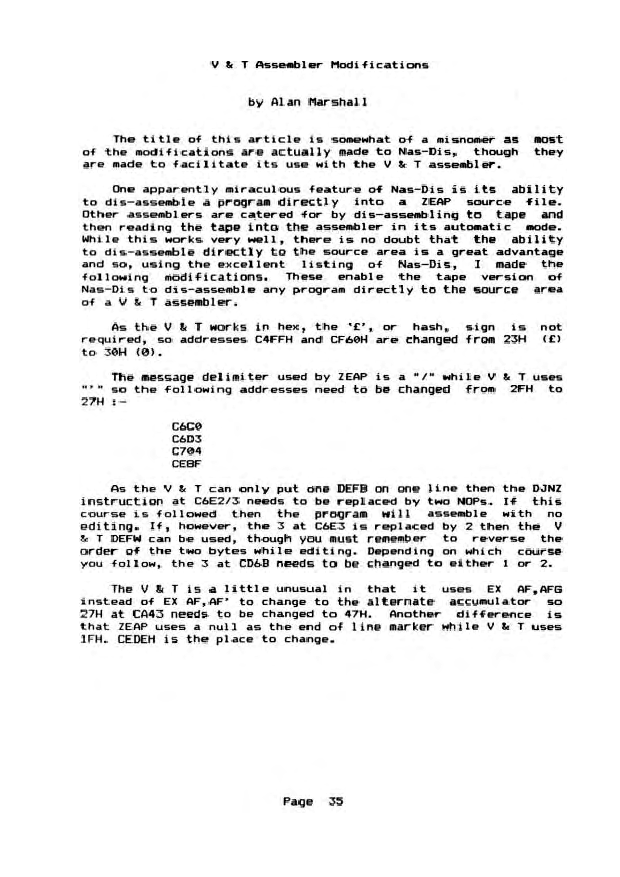 V & T Assembler Modifications
by Alan Marshall
The title of this article is somewhat of a misnomer as most
of the modifications are actually made to Nas-Dis, though they
are made to facilitate its use with the V & T assembler.
One apparently miraculous feature of Nas-Dis is its ability
to dis-assemble a program directly into a ZEAP source file.
Other assemblers are catered for by dis-assembling to tape and
then reading the tape into the assembler in its automatic mode.
While this works very well, there is no doubt that the ability
to dis-assemble directly to the source area is a great advantage
and so, using the excellent listing of Nas-Dis, I made the
following modifications. These enable the tape version of
Nas-Dis to dis-assemble any program directly to the source area
of a V & T assembler.
As the V & T works in hex, the '£', or hash, sign is not
required, so addresses C4FFH and CF60H are changed from 23H (£)
to 30H (0).
The message delimiter used by ZEAP is a "/" while V & T uses
"'" so the following addresses need to be changed from 2FH to
27H :-
C6C0
C6D3
C704
CEBF
As the V & T can only put one DEFB on one line then the DJNZ
instruction at C6E2/3 needs to be replaced by two NOPs. If this
course is followed then the program will assemble with no
editing. If, however, the 3 at C6E3 is replaced by 2 then the V
& T DEFW can be used, though you must remember to reverse the
order of the two bytes while editing. Depending on which course
you follow, the 3 at CD6B needs to be changed to either 1 or 2.
The V & T is a little unusual in that it uses EX AF,AFG
instead of EX AF,AF' to change to the alternate accumulator so
27H at CA43 needs to be changed to 47H. Another difference is
that ZEAP uses a null as the end of line marker while V & T uses
1FH. CEDEH is the place to change.
Page 35